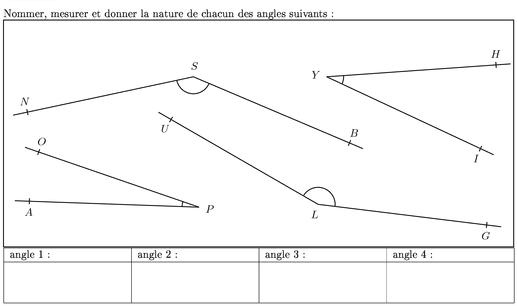 Nommer, mesurer et donner la nature de chacun des angles suivants :
H
S
Y
N
B
U
O
I
A
P
L
G
angle 1 : angle 2 : angle 3 : angle 4 :